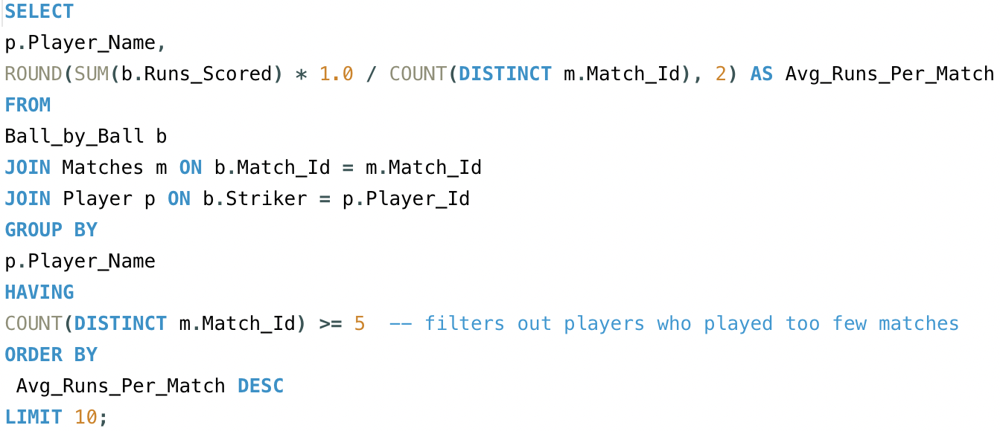 SELECT
p.Player_Name,
ROUND(SUM(b.Runs_Scored) * 1.0 / COUNT(DISTINCT m.Match_Id), 2) AS Avg_Runs_Per_Match
FROM
Ball_by_Ball b
JOIN Matches m ON b.Match_Id = m.Match_Id
JOIN Player p ON b.Striker = p.Player_Id
GROUP BY
p.Player_Name
HAVING
COUNT(DISTINCT m.Match_Id) >= 5  -- filters out players who played too few matches
ORDER BY
 Avg_Runs_Per_Match DESC
LIMIT 10;